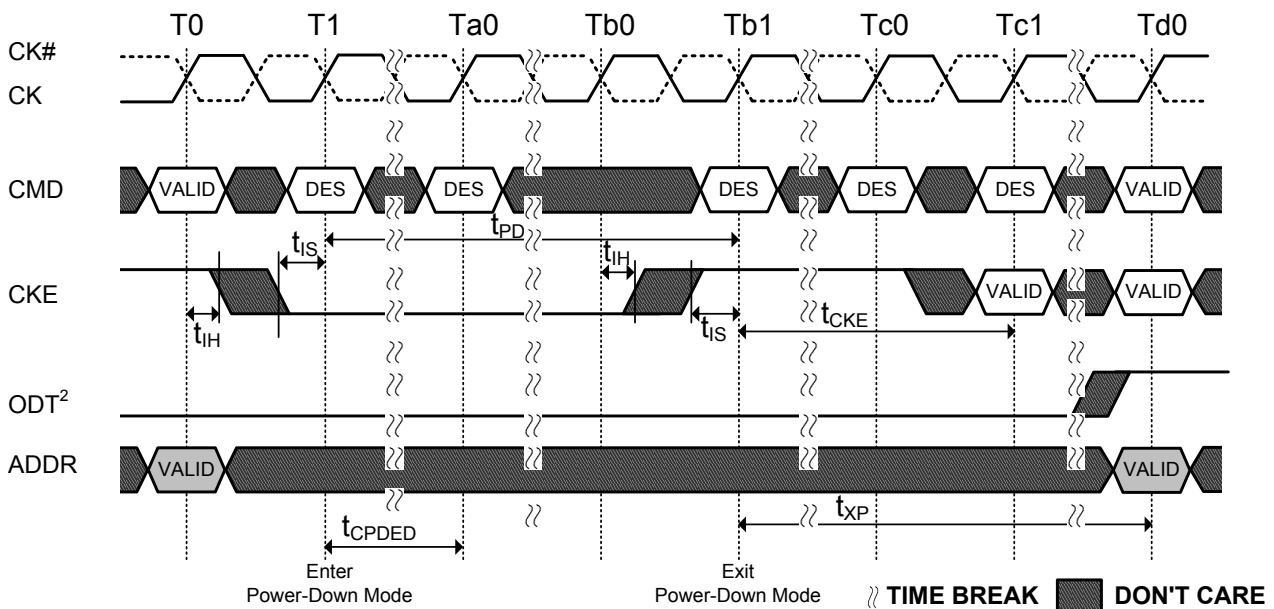 T0 T1 Ta0 Tb0 Tb1 Tc0 Tc1 Td0
CK#
CK
CMD VALID DES DES DES DES DES VALID
tPD
tIS tIH
CKE VALID VALID
tIH tIS tCKE
ODT2
ADDR VALID VALID
tCPDED tXP
Enter
Power-Down Mode
Exit
Power-Down Mode
TIME BREAK DON'T CARE